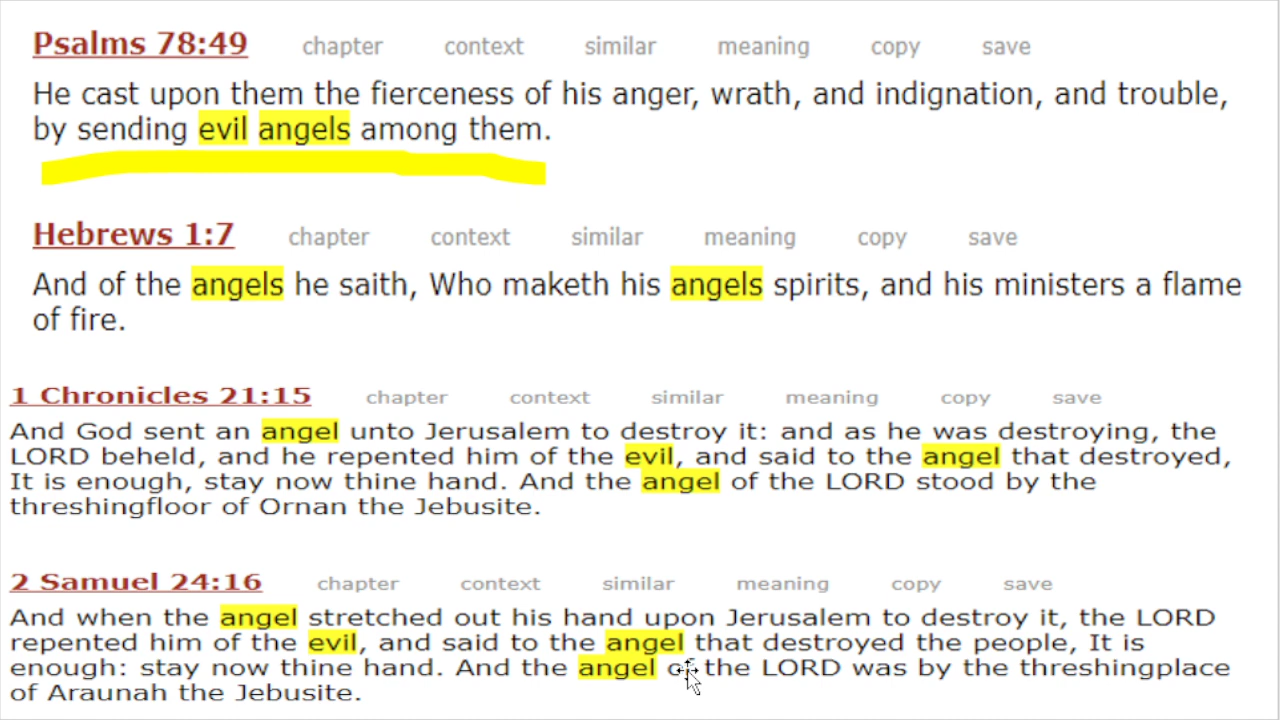 Psalms 78:49 chapter context similar meaning copy save
He cast upon them the fierceness of his anger, wrath, and indignation, and trouble,
by sending evil angels among them.
Hebrews 1:7 chapter context similar meaning copy save
And of the angels he saith, Who maketh his angels spirits, and his ministers a flame
of fire.
1 Chronicles 21:15 chapter context similar meaning copy save
And God sent an angel unto Jerusalem to destroy it: and as he was destroying, the
LORD beheld, and he repented him of the evil, and said to the angel that destroyed,
It is enough, stay now thine hand. And the angel of the LORD stood by the
threshingfloor of Ornan the Jebusite.
2 Samuel 24:16 chapter context similar meaning copy save
And when the angel stretched out his hand upon Jerusalem to destroy it, the LORD
repented him of the evil, and said to the angel that destroyed the people, It is
enough: stay now thine hand. And the angel of the LORD was by the threshingplace
of Araunah the Jebusite.